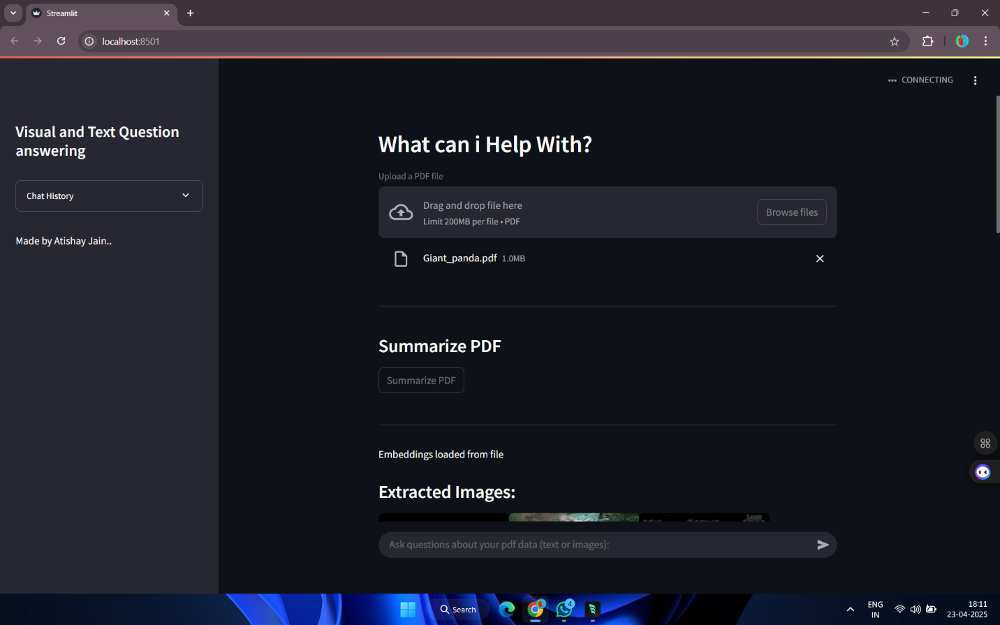 Streamlit
localhost:8501
CONNECTING
Visual and Text Question
answering
Chat History
Made by Atishay Jain..
What can i Help With?
Upload a PDF file
Drag and drop file here
Limit 200MB per file • PDF
Browse files
Giant_panda.pdf 1.0MB
Summarize PDF
Summarize PDF
Embeddings loaded from file
Extracted Images:
Ask questions about your pdf data (text or images):
Search
4
ENG
IN
18:11
23-04-2025